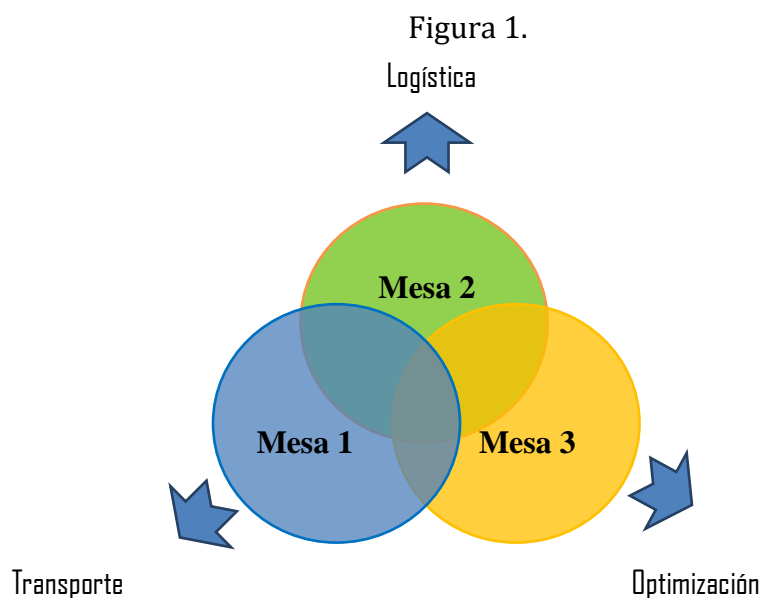 Figura 1.
Logística
Mesa 2
Mesa 1
Mesa 3
Transporte
Optimización